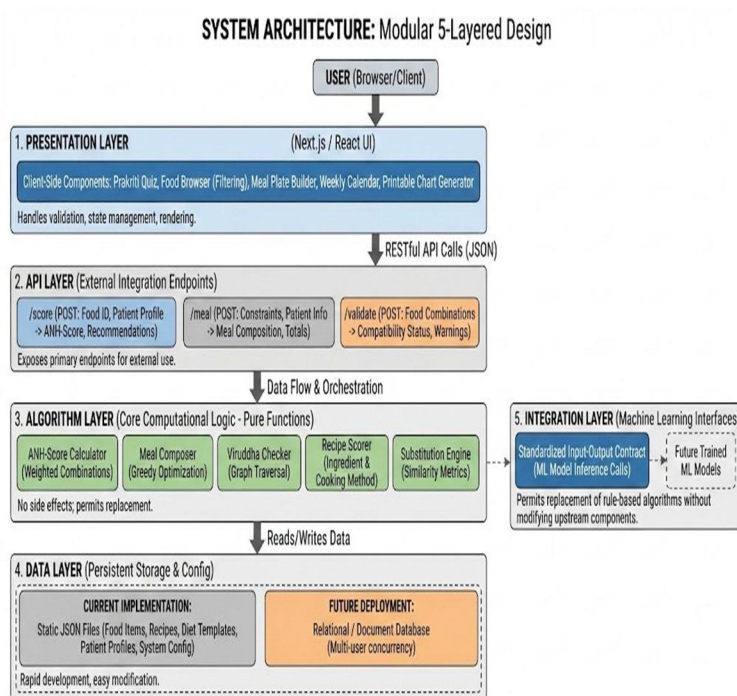 SYSTEM ARCHITECTURE: Modular 5-Layered Design
USER (Browser/Client)
1. PRESENTATION LAYER (Next.js / React UI)
Client-Side Components: Prakriti Quiz, Food Browser (Filtering), Meal Plate Builder, Weekly Calendar, Printable Chart Generator
Handles validation, state management, rendering.
RESTful API Calls (JSON)
2. API LAYER (External Integration Endpoints)
/score (POST: Food ID, Patient Profile
-> ANH-Score, Recommendations)
/meal (POST: Constraints, Patient Info
-> Meal Composition, Totals)
/validate (POST: Food Combinations
-> Compatibility Status, Warnings)
Exposes primary endpoints for external use.
Data Flow & Orchestration
3. ALGORITHM LAYER (Core Computational Logic - Pure Functions)
ANH-Score Calculator
(Weighted Combinations)
Meal Composer
(Greedy Optimization)
Viruddha Checker
(Graph Traversal)
Recipe Scorer
(Ingredient &
Cooking Method)
Substitution Engine
(Similarity Metrics)
No side effects; permits replacement.
5. INTEGRATION LAYER (Machine Learning Interfaces)
Standardized Input-Output Contract
(ML Model Inference Calls)
Future Trained
ML Models
Permits replacement of rule-based algorithms without
modifying upstream components.
Reads/Writes Data
4. DATA LAYER (Persistent Storage & Config)
CURRENT IMPLEMENTATION:
Static JSON Files (Food Items, Recipes, Diet Templates,
Patient Profiles, System Config)
FUTURE DEPLOYMENT:
Relational / Document Database
(Multi-user concurrency)
Rapid development, easy modification.